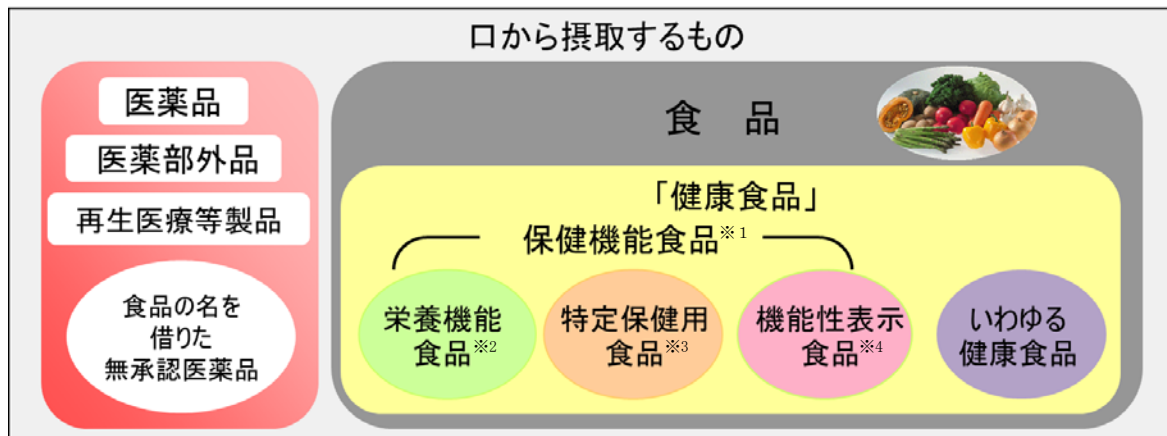 口から摂取するもの
医薬品
医薬部外品
再生医療等製品
食品の名を
借りた
無承認医薬品
食 品
「健康食品」
保健機能食品※1
栄養機能
食品※2
特定保健用
食品※3
機能性表示
食品※4
いわゆる
健康食品